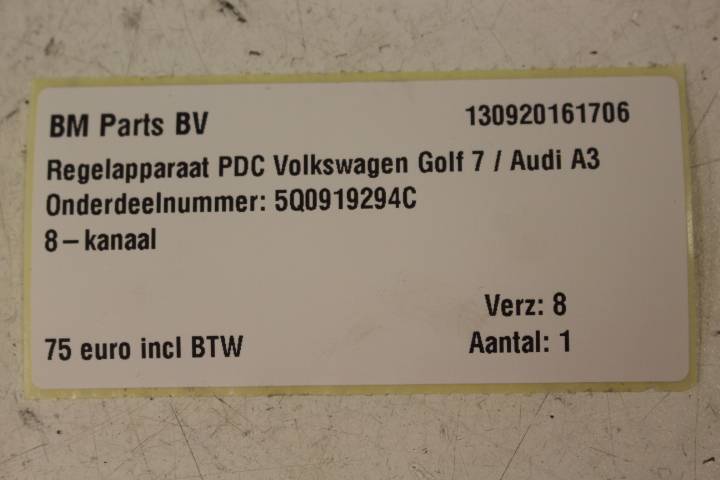 BM Parts BV 130920161706
Regelapparaat PDC Volkswagen Golf 7 / Audi A3
Onderdeelnummer: 5Q0919294C
8-kanaal
Verz: 8
75 euro incl BTW Aantal: 1